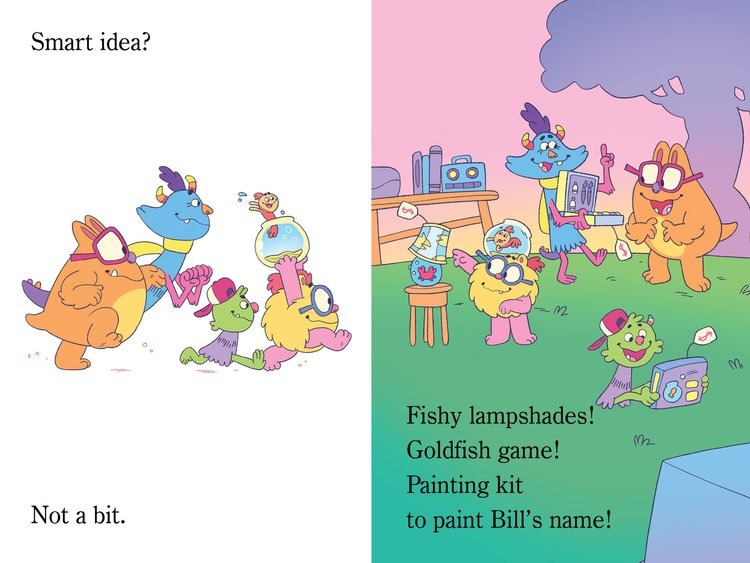 Smart idea?
Not a bit.
Fishy lampshades!
Goldfish game!
Painting kit
to paint Bill's name!